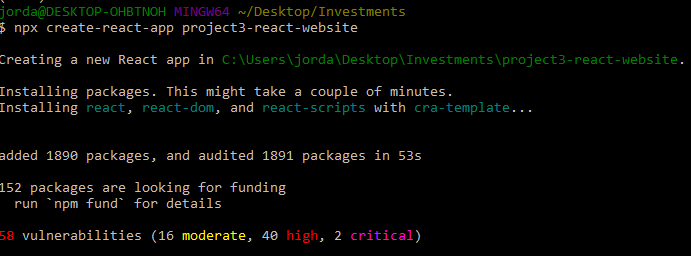 jorda@DESKTOP-OHBTNOH MINGW64 ~/Desktop/Investments
$ npx create-react-app project3-react-website
Creating a new React app in C:\Users\jorda\Desktop\Investments\project3-react-website.
Installing packages. This might take a couple of minutes.
Installing react, react-dom, and react-scripts with cra-template...
added 1890 packages, and audited 1891 packages in 53s
152 packages are looking for funding
run `npm fund` for details
58 vulnerabilities (16 moderate, 40 high, 2 critical)